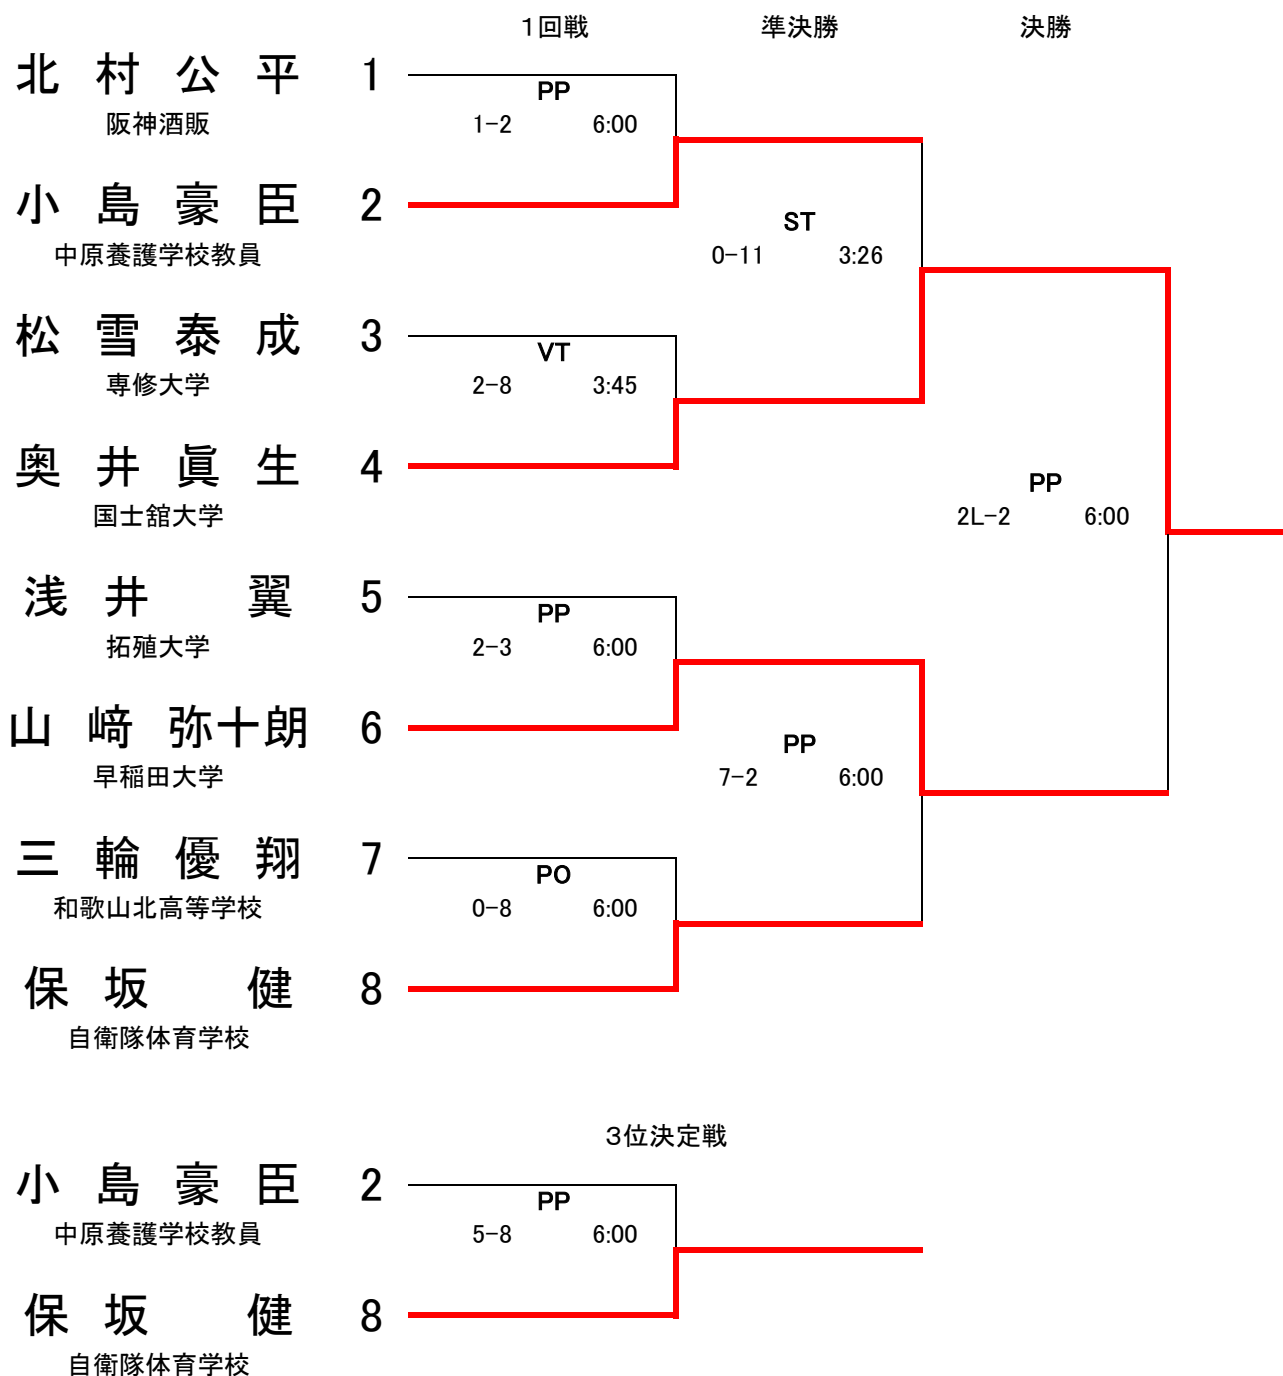 １回戦 準決勝 決勝
北村公平 1
PP
阪神酒販
1-2 6:00
小島豪臣 2
ST
中原養護学校教員
0-11 3:26
松雪泰成 3
VT
専修大学
2-8 3:45
奥井眞生 4
PP
国士舘大学
2L-2 6:00
浅井 翼 5
PP
拓殖大学
2-3 6:00
山﨑弥十朗 6
PP
早稲田大学
7-2 6:00
三輪優翔 7
PO
和歌山北高等学校
0-8 6:00
保坂 健 8
自衛隊体育学校
３位決定戦
小島豪臣 2
PP
中原養護学校教員
5-8 6:00
保坂 健 8
自衛隊体育学校